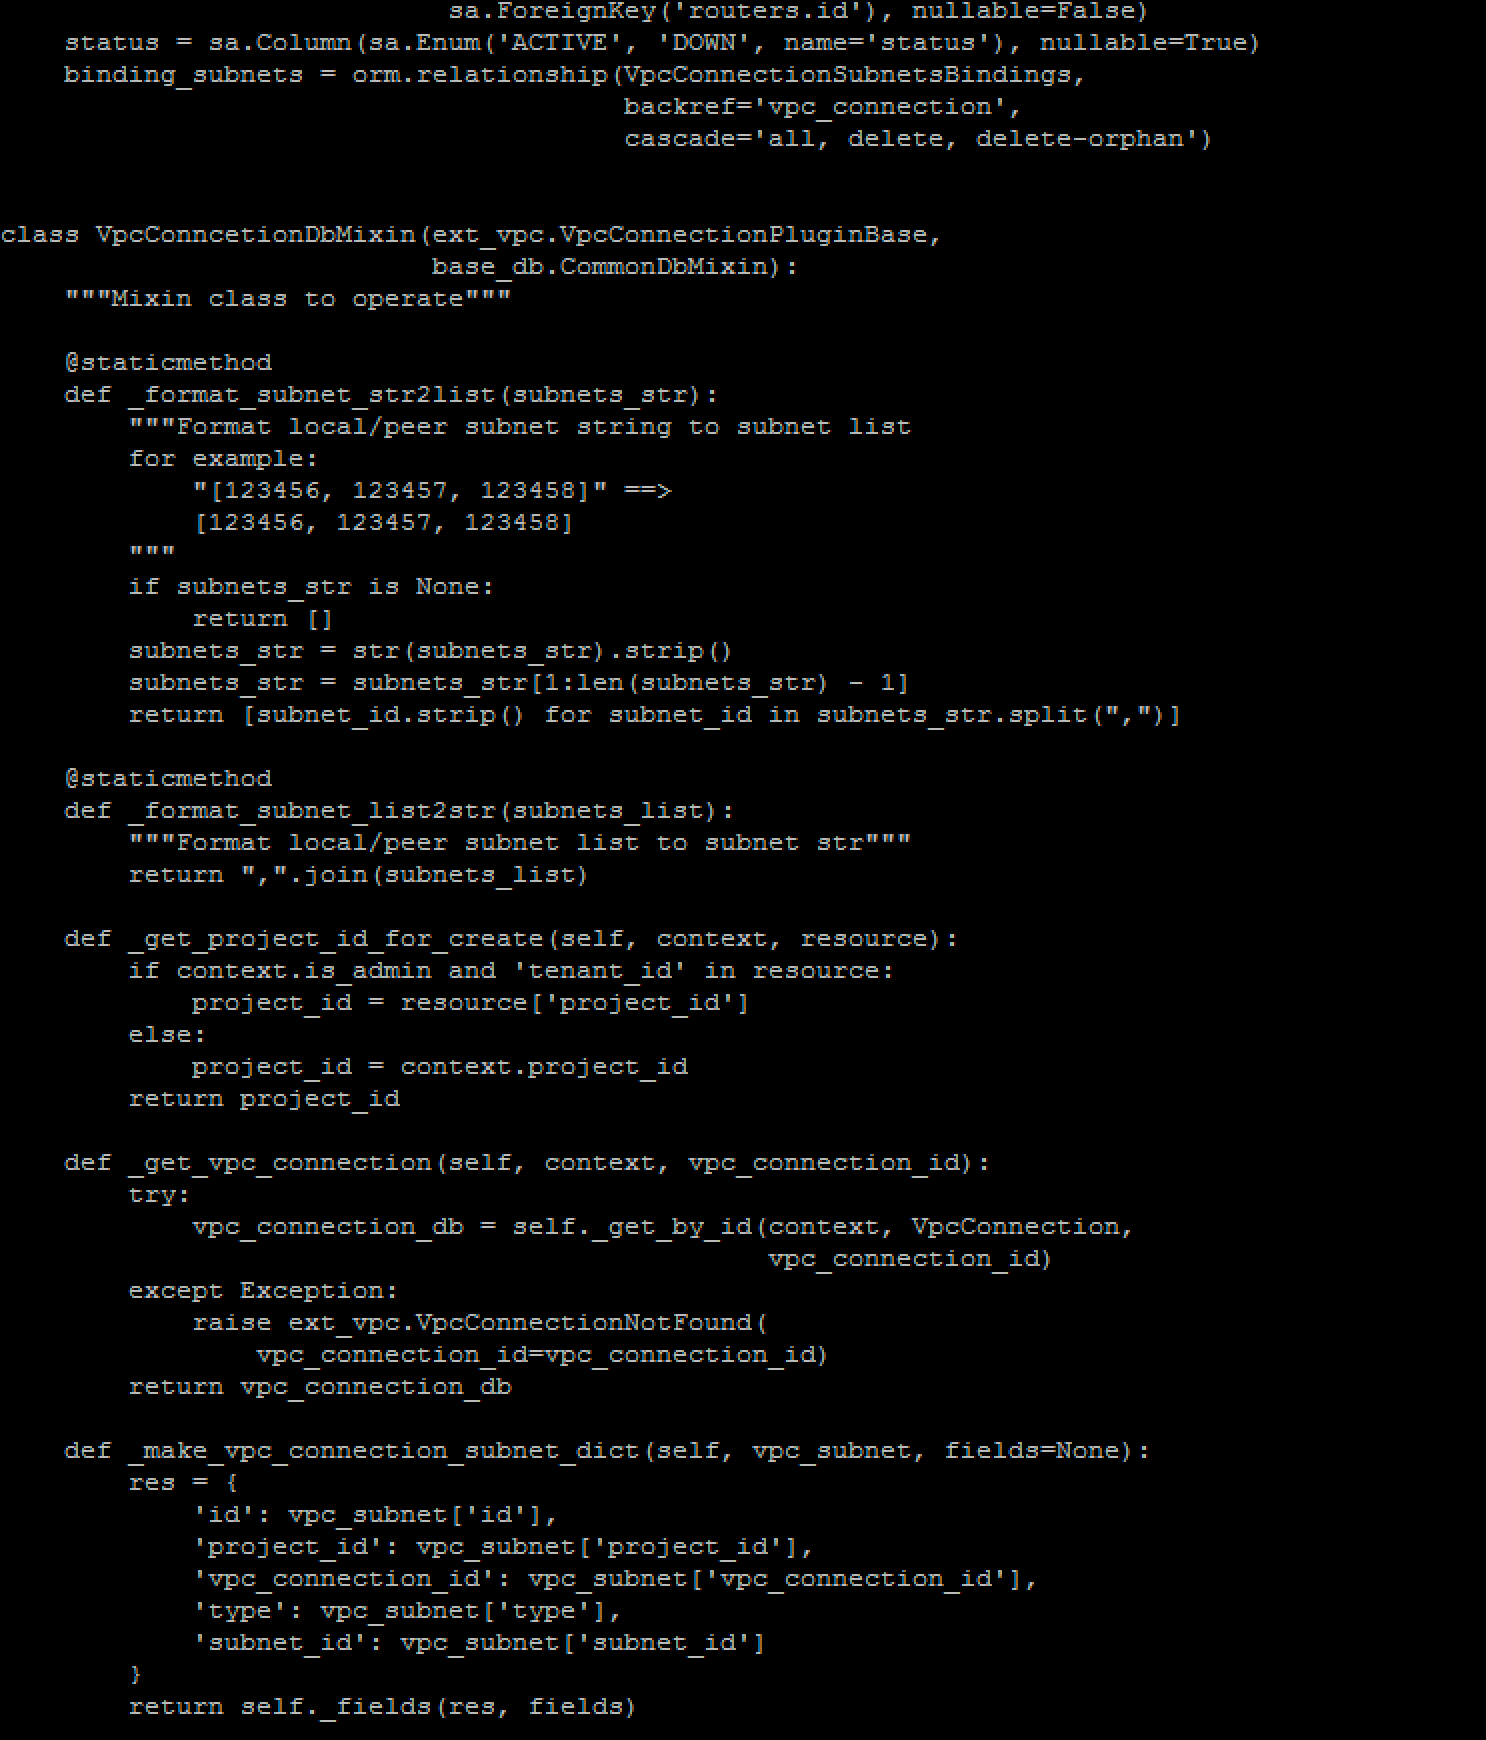 sa.ForeignKey('routers.id'), nullable=False)
status = sa.Column(sa.Enum('ACTIVE', 'DOWN', name='status'), nullable=True)
binding_subnets = orm.relationship(VpcConnectionSubnetsBindings,
backref='vpc_connection',
cascade='all, delete, delete-orphan')
class VpcConncetionDbMixin(ext_vpc.VpcConnectionPluginBase,
base_db.CommonDbMixin):
"""Mixin class to operate"""
@staticmethod
def _format_subnet_str2list(subnets_str):
"""Format local/peer subnet string to subnet list
for example:
"[123456, 123457, 123458]" ==>
[123456, 123457, 123458]
"""
if subnets_str is None:
return []
subnets_str = str(subnets_str).strip()
subnets_str = subnets_str[1:len(subnets_str) - 1]
return [subnet_id.strip() for subnet_id in subnets_str.split(",")]
@staticmethod
def _format_subnet_list2str(subnets_list):
"""Format local/peer subnet list to subnet str"""
return ",".join(subnets_list)
def _get_project_id_for_create(self, context, resource):
if context.is_admin and 'tenant_id' in resource:
project_id = resource['project_id']
else:
project_id = context.project_id
return project_id
def _get_vpc_connection(self, context, vpc_connection_id):
try:
vpc_connection_db = self._get_by_id(context, VpcConnection,
vpc_connection_id)
except Exception:
raise ext_vpc.VpcConnectionNotFound(
vpc_connection_id=vpc_connection_id)
return vpc_connection_db
def _make_vpc_connection_subnet_dict(self, vpc_subnet, fields=None):
res = {
'id': vpc_subnet['id'],
'project_id': vpc_subnet['project_id'],
'vpc_connection_id': vpc_subnet['vpc_connection_id'],
'type': vpc_subnet['type'],
'subnet_id': vpc_subnet['subnet_id']
}
return self._fields(res, fields)